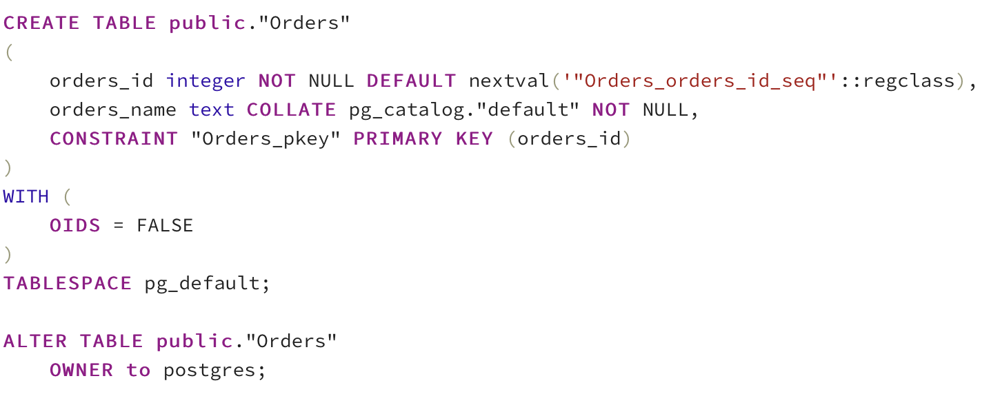 CREATE TABLE public."Orders"
(
    orders_id integer NOT NULL DEFAULT nextval('"Orders_orders_id_seq"'::regclass),
    orders_name text COLLATE pg_catalog."default" NOT NULL,
    CONSTRAINT "Orders_pkey" PRIMARY KEY (orders_id)
)
WITH (
    OIDS = FALSE
)
TABLESPACE pg_default;

ALTER TABLE public."Orders"
    OWNER to postgres;